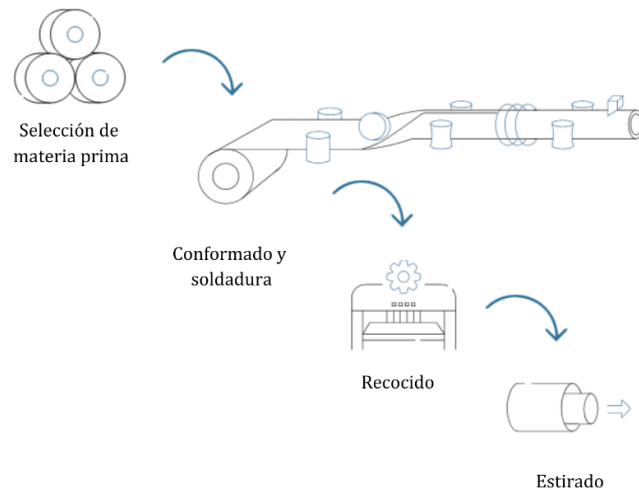 Selección de
materia prima
Conformado y
soldadura
Recocido
Estirado